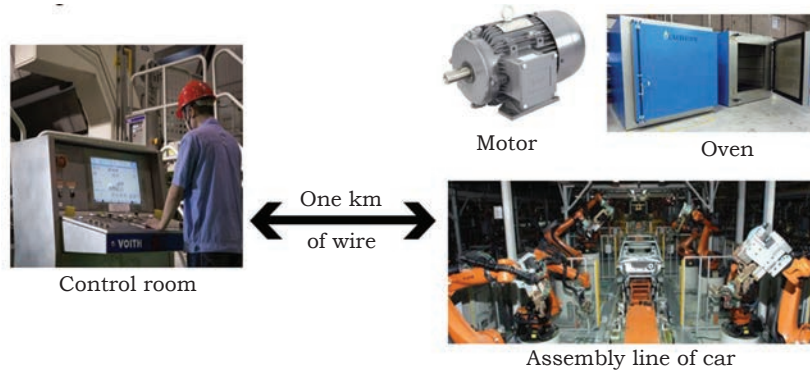 Motor
Oven
One km
of wire
VOITH
Control room
Assembly line of car